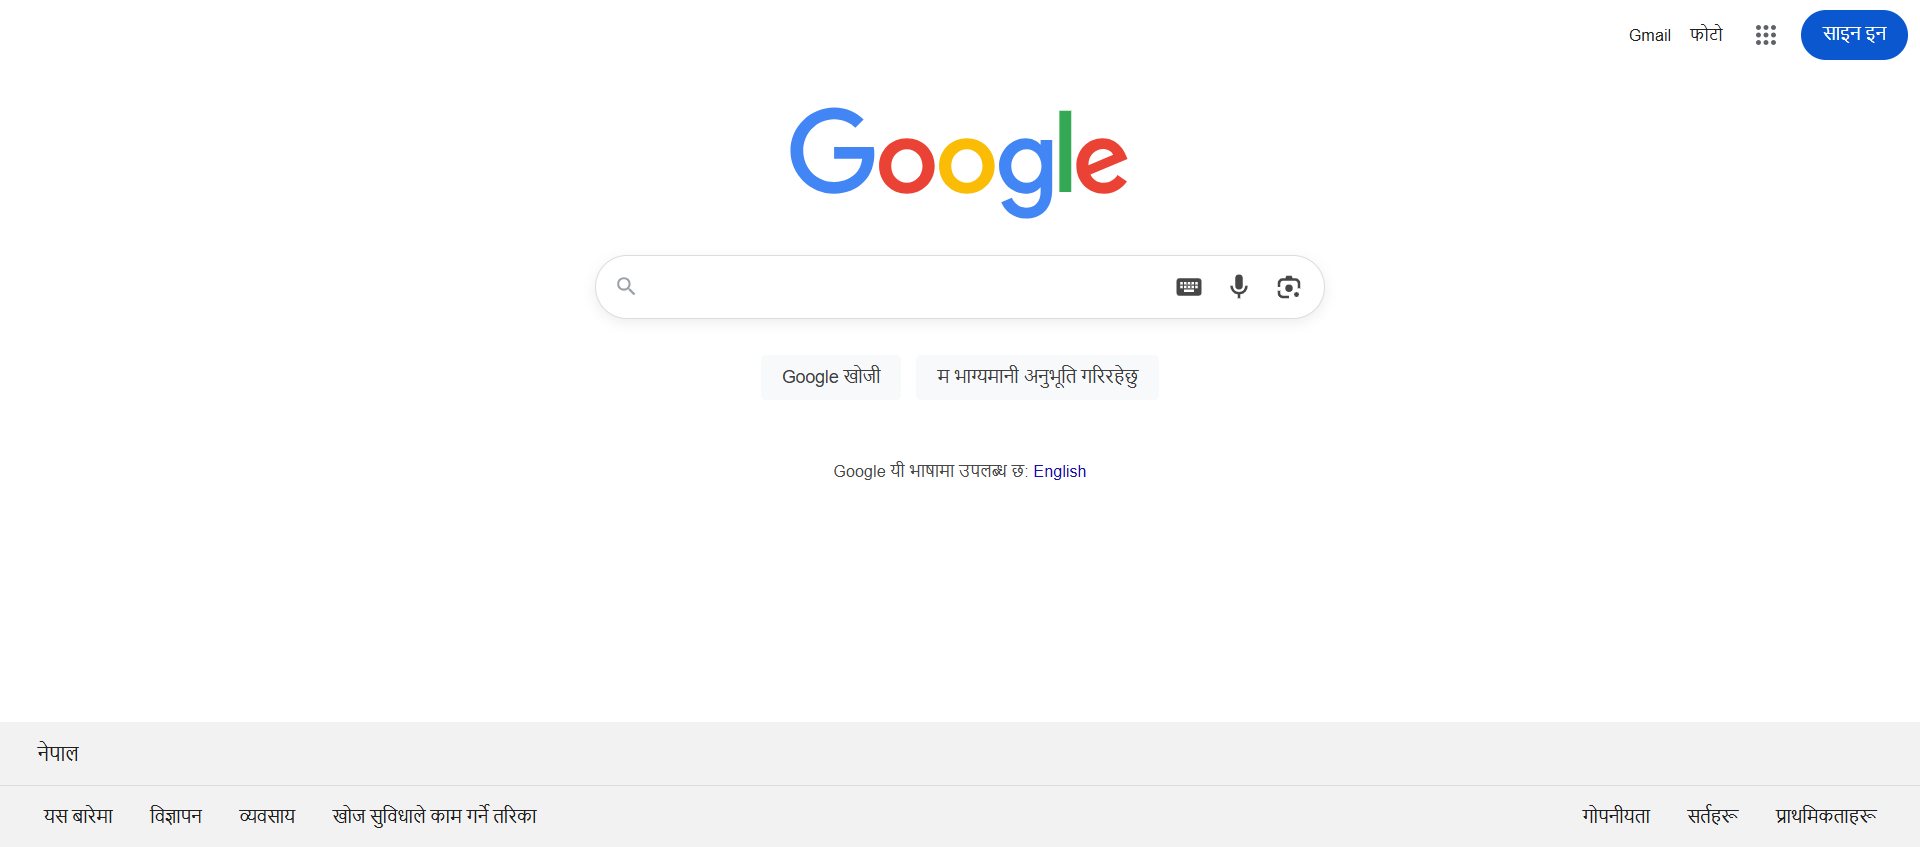 Gmail फोटो साइन इन
Google
Google खोजी म भाग्यमानी अनुभूति गरिरहेछु
Google यी भाषामा उपलब्ध छ: English
नेपाल
यस बारेमा विज्ञापन व्यवसाय खोज सुविधाले काम गर्ने तरिका गोपनीयता सर्तहरू प्राथमिकताहरू